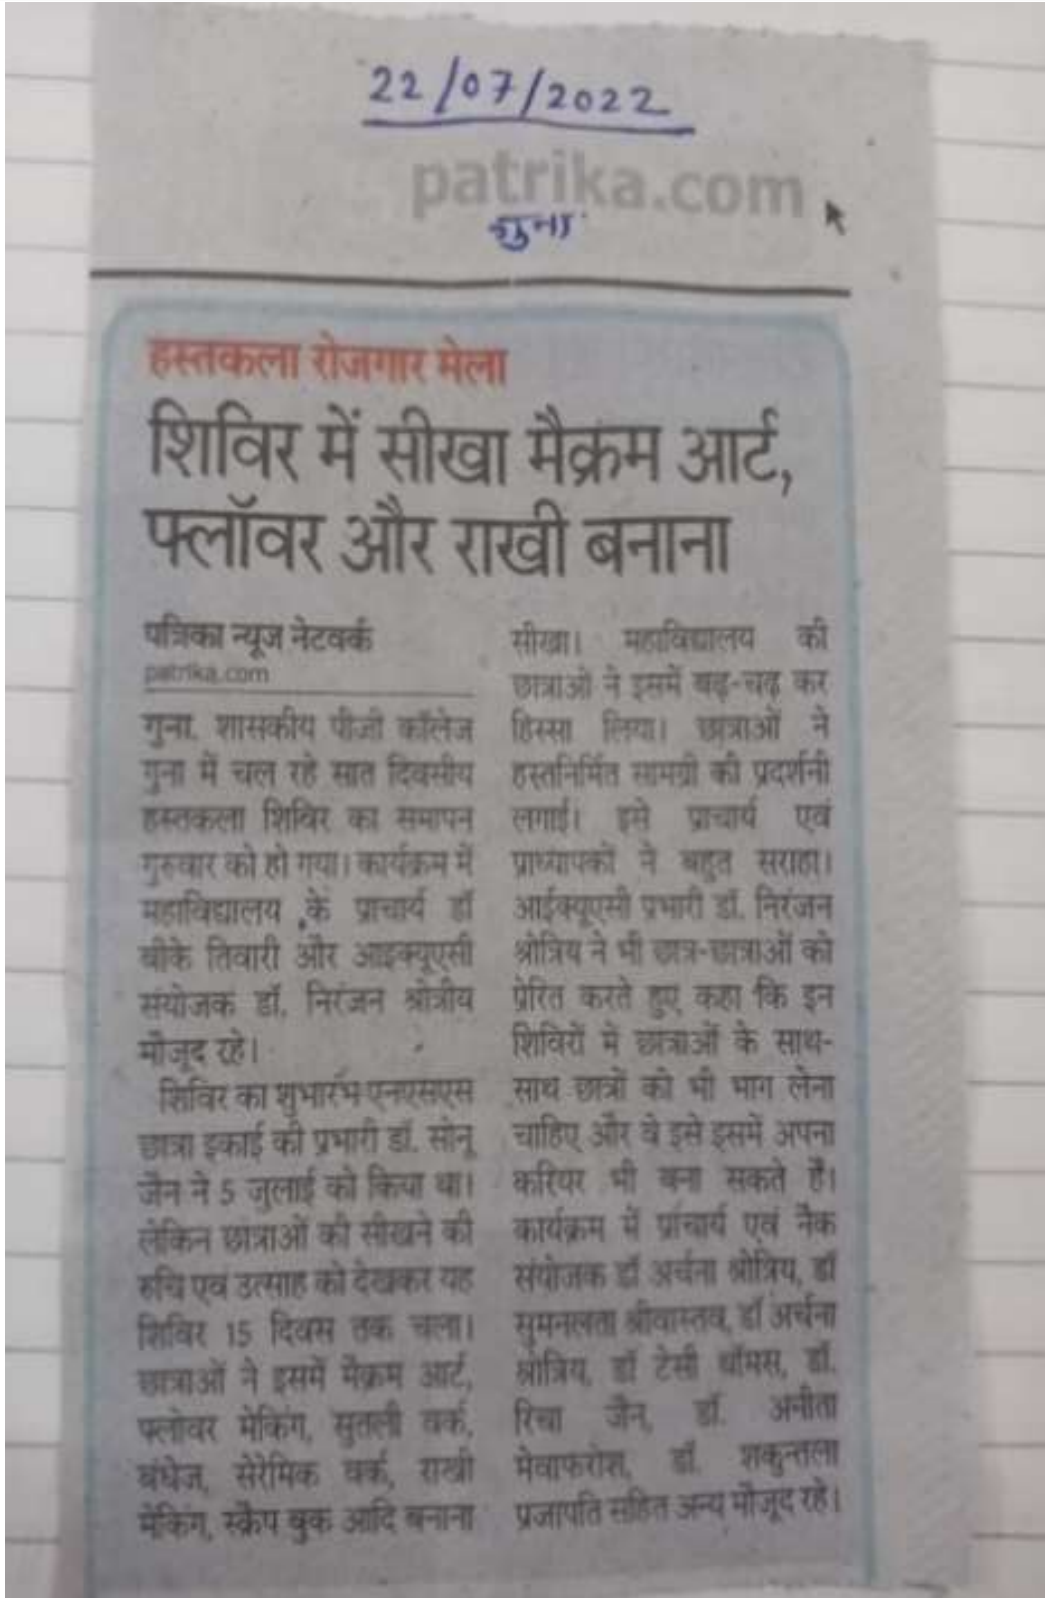 22/07/2022
patrika.com
गुना
हस्तकला रोजगार मेला
शिविर में सीखा मैक्रम आर्ट,
फ्लॉवर और राखी बनाना
पत्रिका न्यूज नेटवर्क
patrika.com
गुना. शासकीय पीजी कॉलेज
गुना में चल रहे सात दिवसीय
हस्तकला शिविर का समापन
गुरुवार को हो गया। कार्यक्रम में
महाविद्यालय के प्राचार्य डॉ
बीके तिवारी और आइक्यूएसी
संयोजक डॉ. निरंजन श्रोत्रीय
मौजूद रहे।
शिविर का शुभारंभ एनएसएस
छात्रा इकाई की प्रभारी डॉ. सोनू
जैन ने 5 जुलाई को किया था।
लेकिन छात्राओं की सीखने की
रुचि एवं उत्साह को देखकर यह
शिविर 15 दिवस तक चला।
छात्राओं ने इसमें मैक्रम आर्ट,
फ्लोवर मेकिंग, सुतली वर्क,
बंधेज, सेरेमिक वर्क, राखी
मेकिंग, स्क्रैप बुक आदि बनाना
सीखा। महाविद्यालय की
छात्राओं ने इसमें बढ़-चढ़ कर
हिस्सा लिया। छात्राओं ने
हस्तनिर्मित सामग्री की प्रदर्शनी
लगाई। इसे प्राचार्य एवं
प्राध्यापकों ने बहुत सराहा।
आईक्यूएसी प्रभारी डॉ. निरंजन
श्रोत्रिय ने भी छात्र-छात्राओं को
प्रेरित करते हुए कहा कि इन
शिविरों में छात्राओं के साथ-
साथ छात्रों को भी भाग लेना
चाहिए और वे इसे इसमें अपना
करियर भी बना सकते हैं।
कार्यक्रम में प्राचार्य एवं नैक
संयोजक डॉ अर्चना श्रोत्रिय, डॉ
सुमनलता श्रीवास्तव, डॉ अर्चना
श्रोत्रिय, डॉ टेसी थॉमस, डॉ.
रिचा जैन, डॉ. अनीता
मेवाफरोश, डॉ. शकुन्तला
प्रजापति सहित अन्य मौजूद रहे।